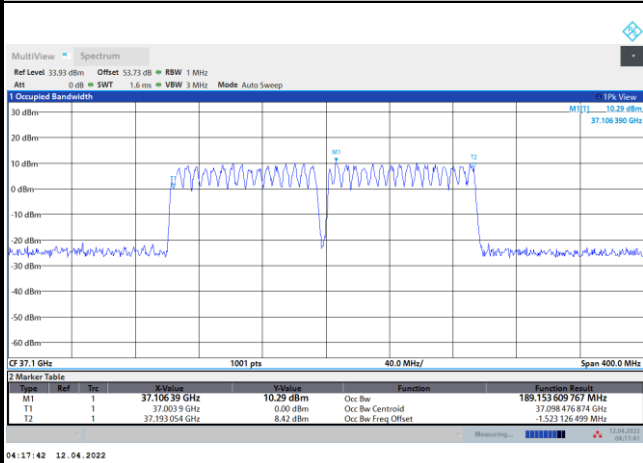 MultiView Spectrum
Ref Level 33.93 dBm Offset 53.73 dB RBW 1 MHz
Att 0 dB SWT 1.6 ms VBW 3 MHz Mode Auto Sweep
1 Occupied Bandwidth 1Pk View
M1[1] 10.29 dBm
37.106 390 GHz
30 dBm
20 dBm
M1
T2
10 dBm
T1
0 dBm
-10 dBm
-20 dBm
-30 dBm
-40 dBm
-50 dBm
-60 dBm
CF 37.1 GHz 1001 pts 40.0 MHz/ Span 400.0 MHz
2 Marker Table
Type Ref Trc X-Value Y-Value Function Function Result
M1 1 37.106 39 GHz 10.29 dBm Occ Bw 189.153 609 767 MHz
T1 1 37.003 9 GHz 0.00 dBm Occ Bw Centroid 37.098 476 874 GHz
T2 1 37.193 054 GHz 8.42 dBm Occ Bw Freq Offset -1.523 126 499 MHz
Measuring... 12.04.2022
04:17:41
04:17:42 12.04.2022